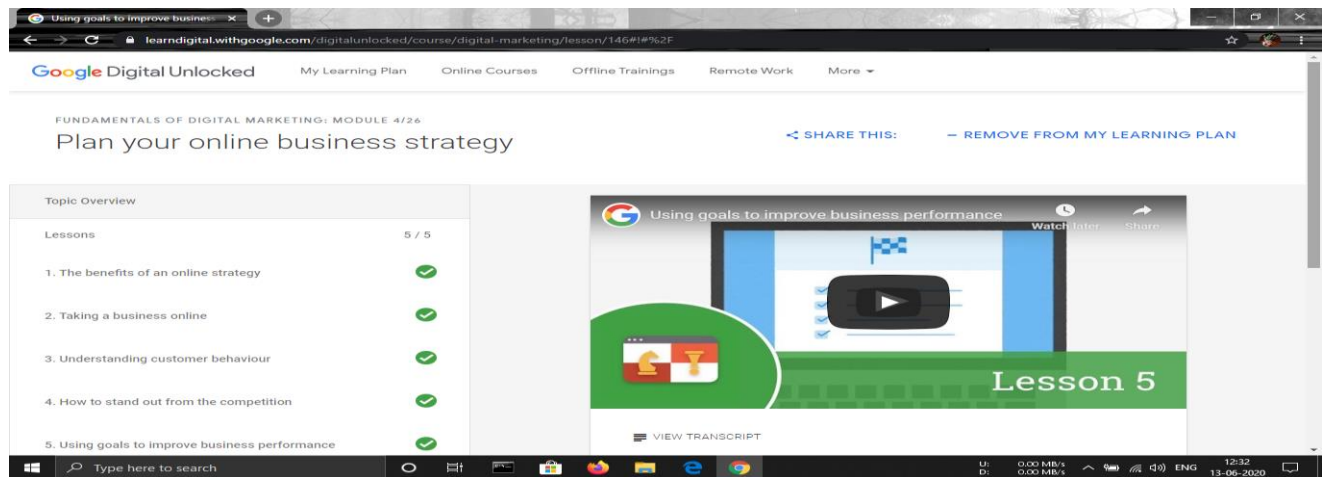 Using goals to improve busines
learndigital.withgoogle.com/digitalunlocked/course/digital-marketing/lesson/146#!#%2F
Google Digital Unlocked My Learning Plan Online Courses Offline Trainings Remote Work More
FUNDAMENTALS OF DIGITAL MARKETING: MODULE 4/26
Plan your online business strategy
SHARE THIS: – REMOVE FROM MY LEARNING PLAN
Topic Overview
Lessons 5 / 5
1. The benefits of an online strategy
2. Taking a business online
3. Understanding customer behaviour
4. How to stand out from the competition
5. Using goals to improve business performance
Using goals to improve business performance
Watch later Share
Lesson 5
VIEW TRANSCRIPT
Type here to search
U: 0.00 MB/s
D: 0.00 MB/s
ENG
12:32
13-06-2020